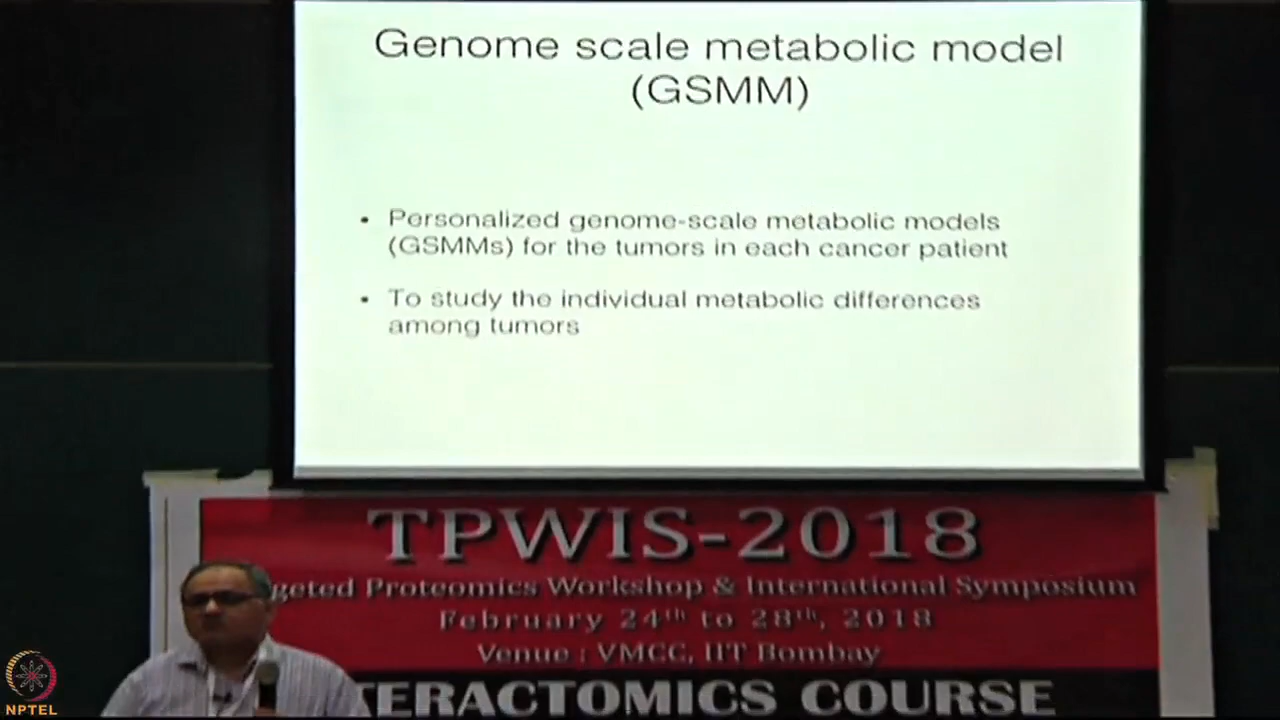 Genome scale metabolic model
(GSMM)
• Personalized genome-scale metabolic models
(GSMMs) for the tumors in each cancer patient
• To study the individual metabolic differences
among tumors
TPWIS-2018
geted Proteomics Workshop & International Symposium
February 24th to 28th, 2018
Venue : VMCC, IIT Bombay
TERACTOMICS COURSE
NPTEL